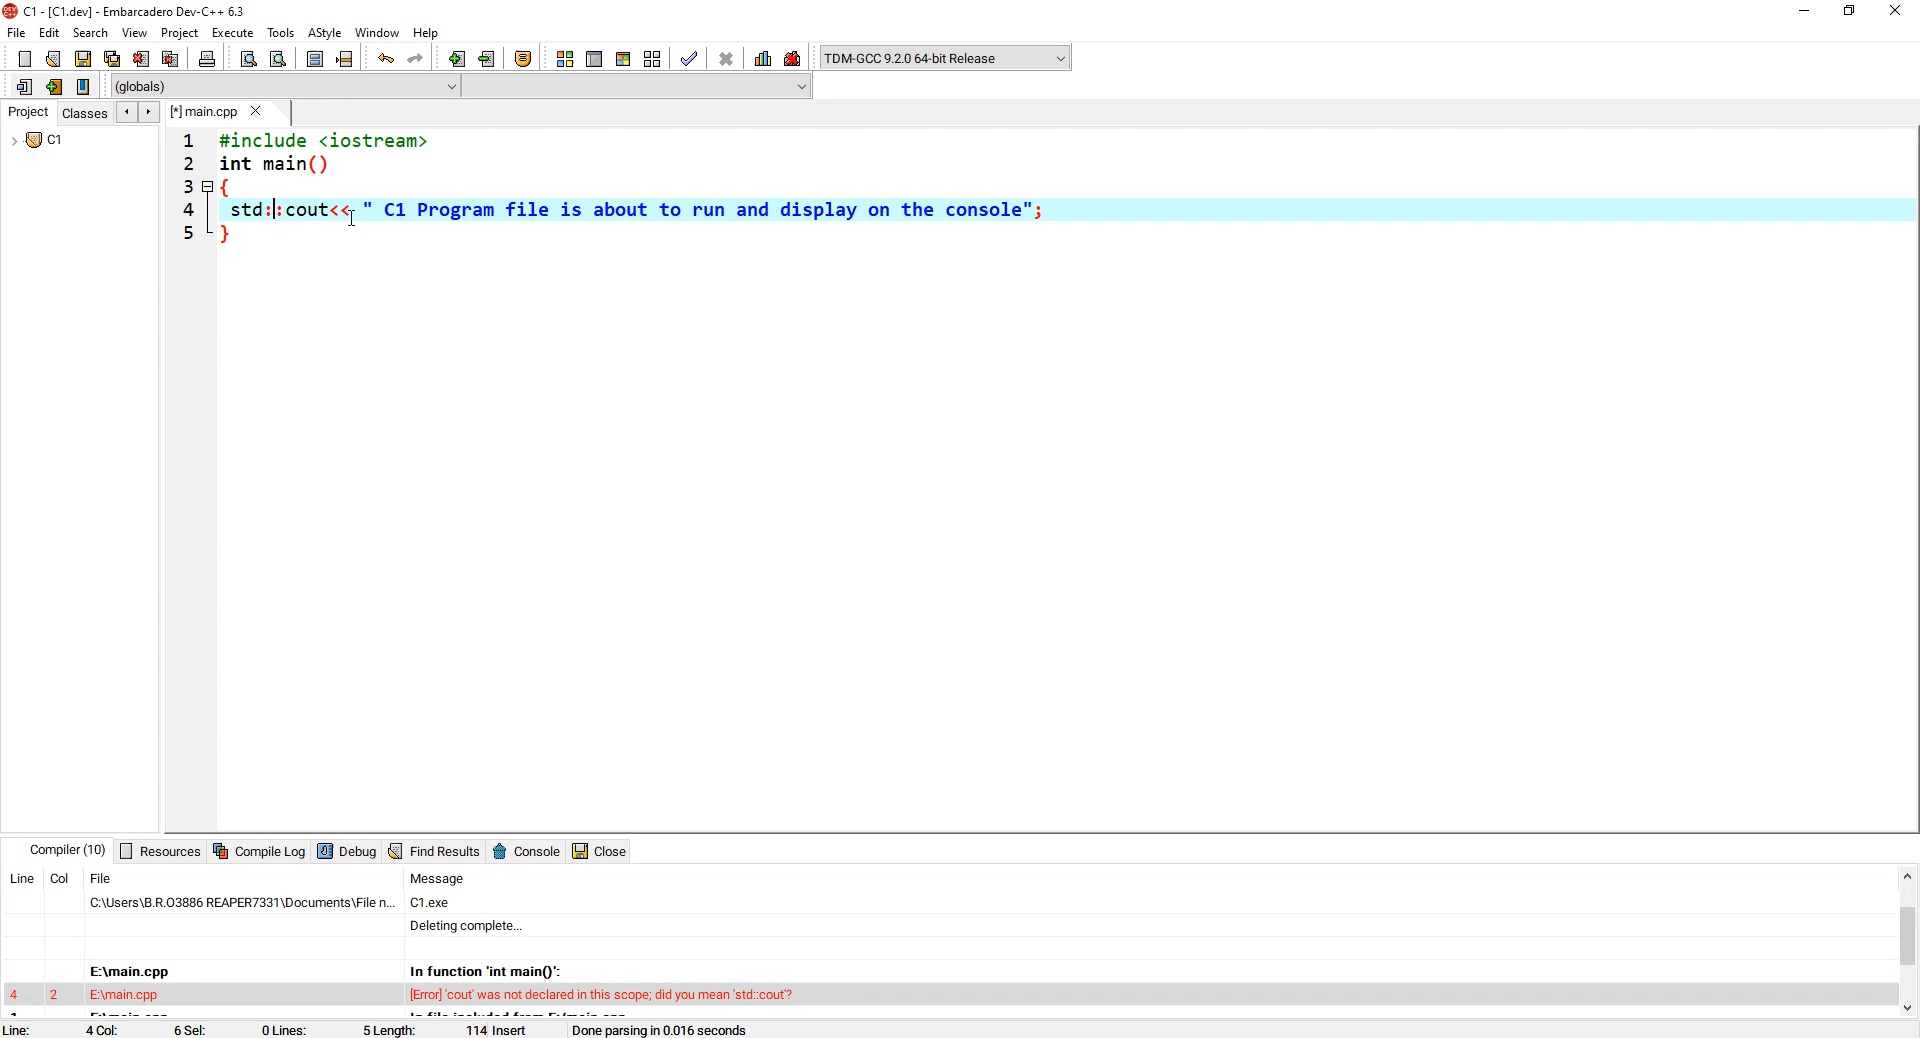 C1 - [C1.dev] - Embarcadero Dev-C++ 6.3
File Edit Search View Project Execute Tools AStyle Window Help
TDM-GCC 9.2.0 64-bit Release
(globals)
Project Classes [*] main.cpp
C1
1 #include <iostream>
2 int main()
3 {
4 std::cout<< " C1 Program file is about to run and display on the console";
5 }
Compiler (10) Resources Compile Log Debug Find Results Console Close
Line Col File Message
C:\Users\B.R.O3886 REAPER7331\Documents\File n... C1.exe
Deleting complete...
E:\main.cpp In function 'int main()':
4 2 E:\main.cpp [Error] 'cout' was not declared in this scope; did you mean 'std::cout'?
Line: 4 Col: 6 Sel: 0 Lines: 5 Length: 114 Insert Done parsing in 0.016 seconds